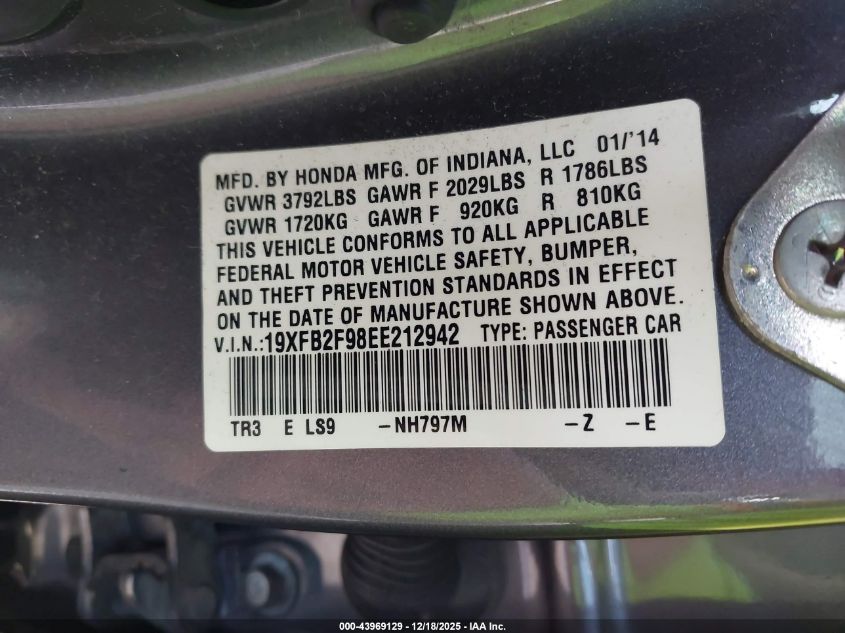 MFD. BY HONDA MFG. OF INDIANA, LLC 01/'14
GVWR 3792LBS GAWR F 2029LBS R 1786LBS
GVWR 1720KG GAWR F 920KG R 810KG
THIS VEHICLE CONFORMS TO ALL APPLICABLE
FEDERAL MOTOR VEHICLE SAFETY, BUMPER,
AND THEFT PREVENTION STANDARDS IN EFFECT
ON THE DATE OF MANUFACTURE SHOWN ABOVE.
V.I.N.:19XFB2F98EE212942 TYPE: PASSENGER CAR
TR3 E LS9 -NH797M -Z -E
000-43969129 - 12/18/2025 - IAA Inc.